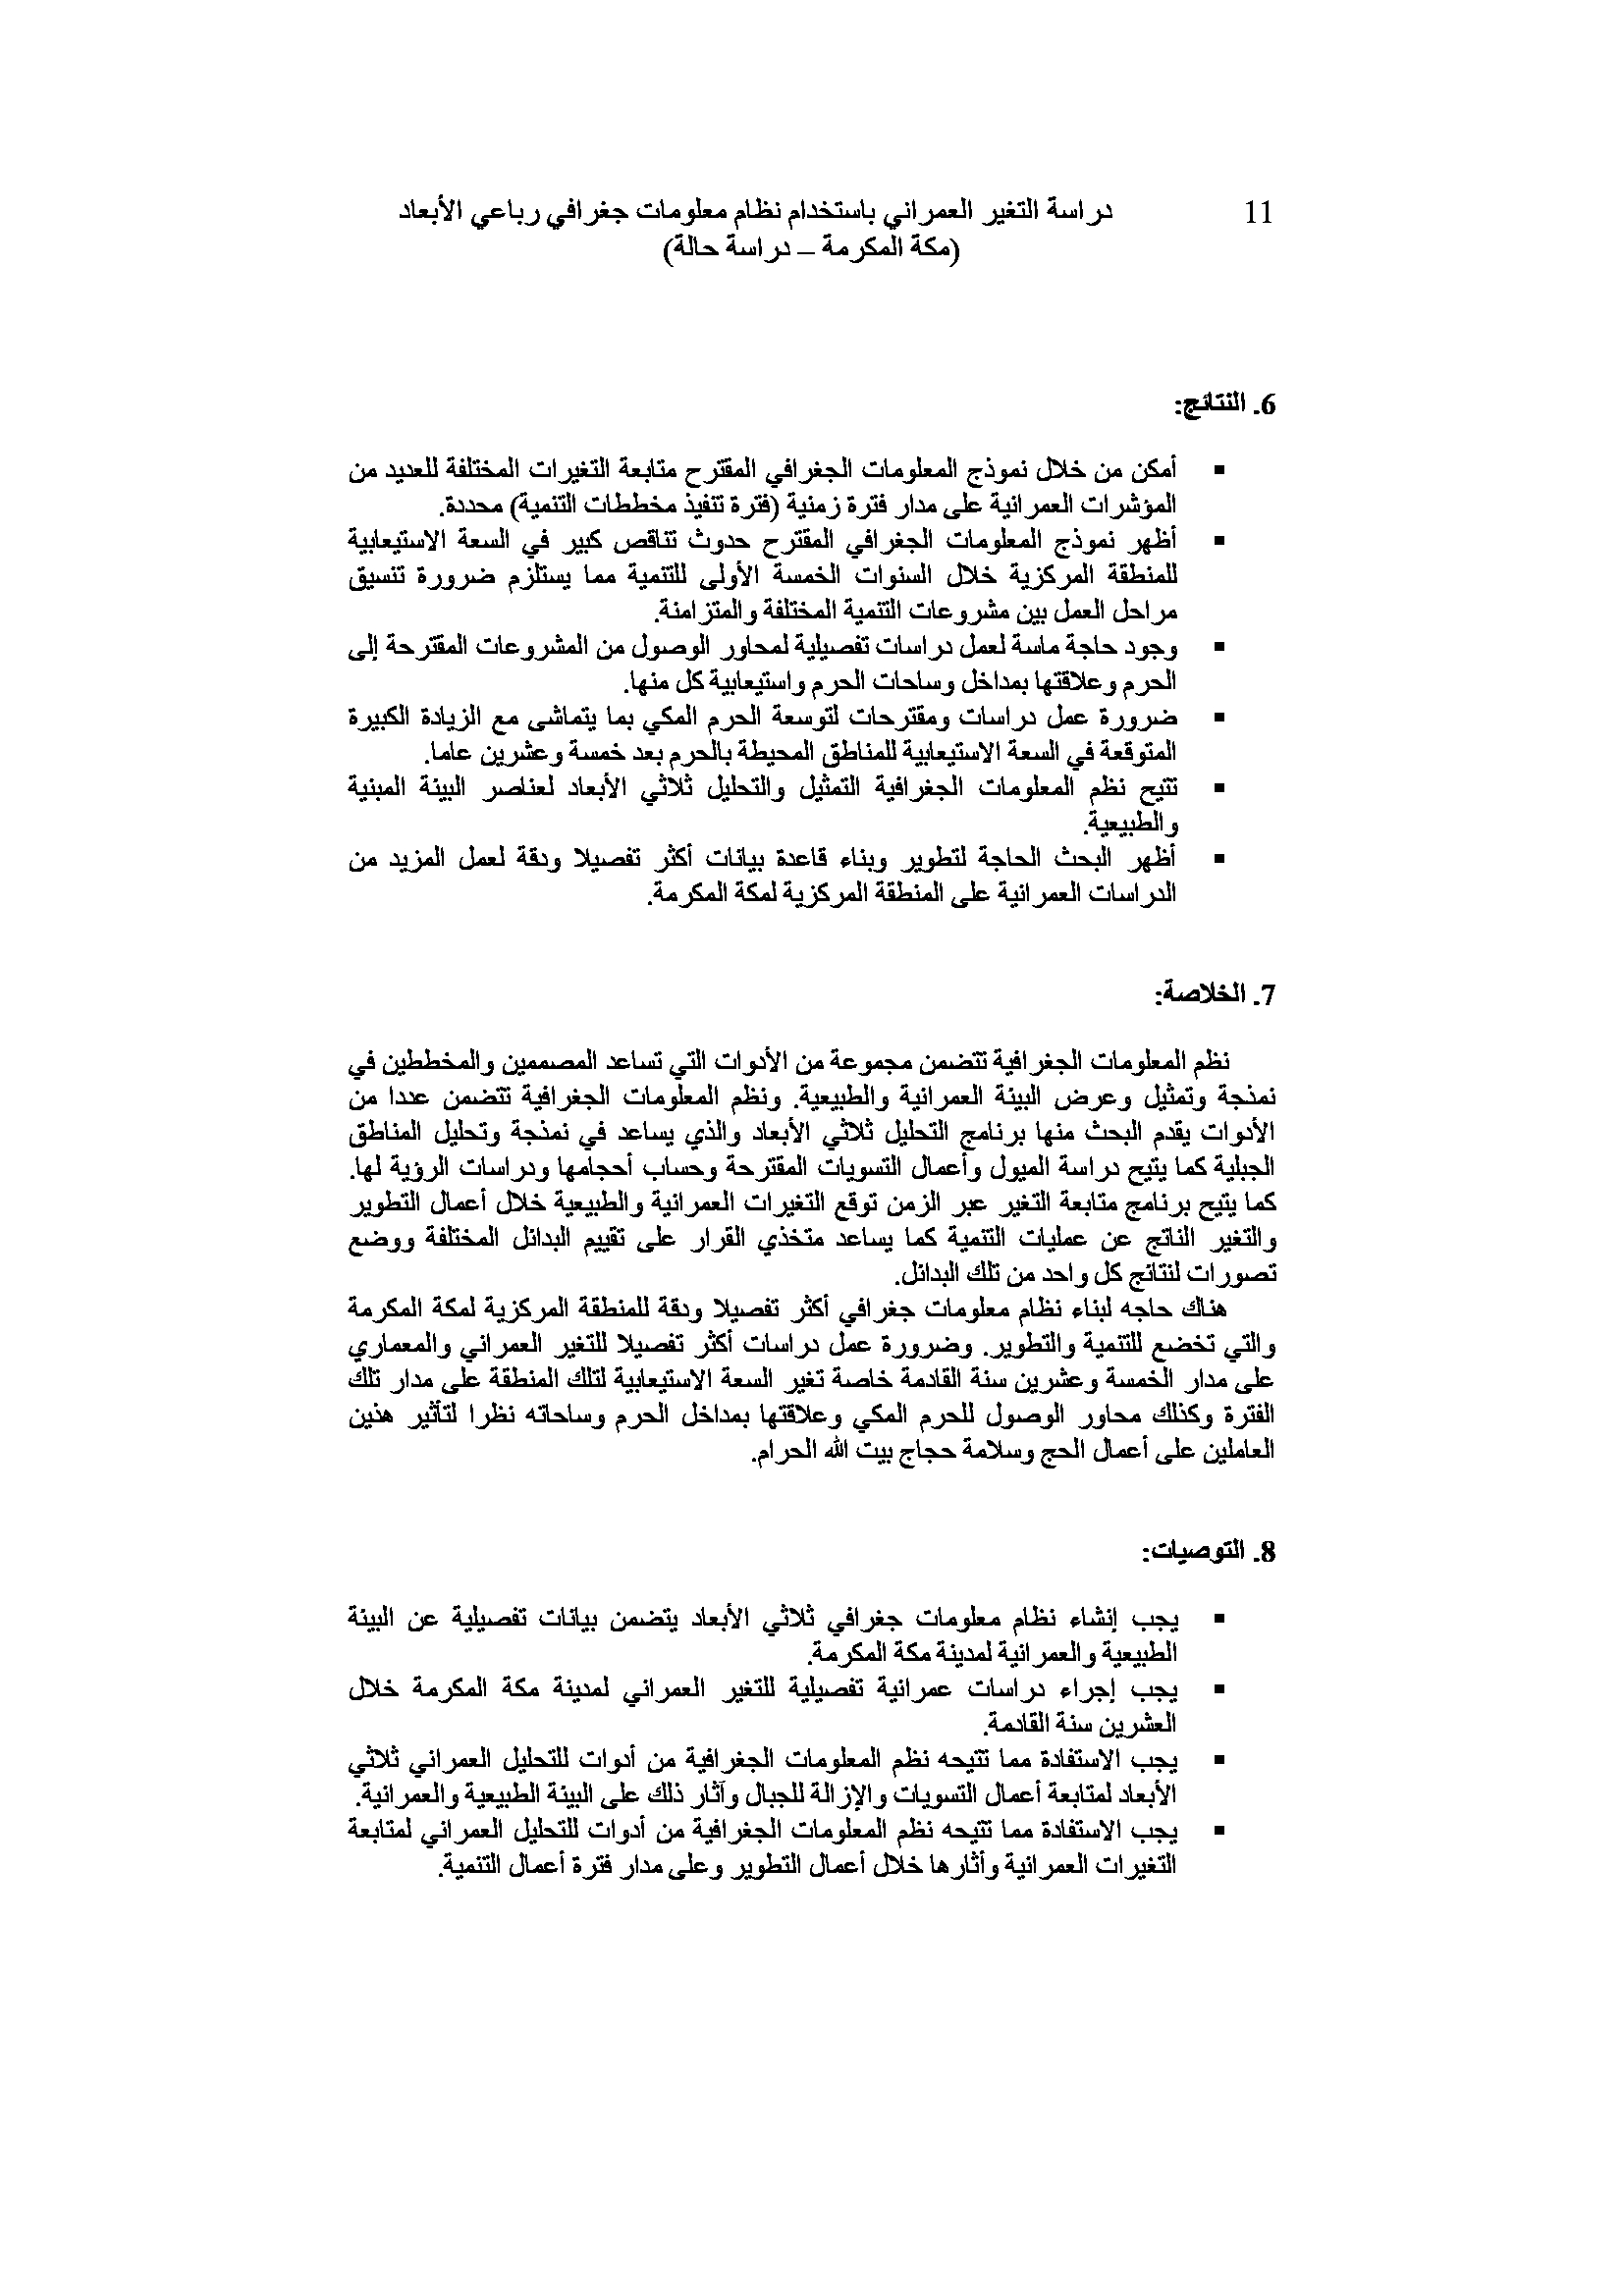 11
دراسة التغير العمراني باستخدام نظام معلومات جغرافي رباعي الأبعاد
(مكة المكرمة – دراسة حالة)
6. النتائج:
▪ أمكن من خلال نموذج المعلومات الجغرافي المقترح متابعة التغيرات المختلفة للعديد من
المؤشرات العمرانية على مدار فترة زمنية (فترة تنفيذ مخططات التنمية) محددة.
▪ أظهر نموذج المعلومات الجغرافي المقترح حدوث تناقص كبير في السعة الاستيعابية
للمنطقة المركزية خلال السنوات الخمسة الأولى للتنمية مما يستلزم ضرورة تنسيق
مراحل العمل بين مشروعات التنمية المختلفة والمتزامنة.
▪ وجود حاجة ماسة لعمل دراسات تفصيلية لمحاور الوصول من المشروعات المقترحة إلى
الحرم وعلاقتها بمداخل وساحات الحرم واستيعابية كل منها.
▪ ضرورة عمل دراسات ومقترحات لتوسعة الحرم المكي بما يتماشى مع الزيادة الكبيرة
المتوقعة في السعة الاستيعابية للمناطق المحيطة بالحرم بعد خمسة وعشرين عاما.
▪ تتيح نظم المعلومات الجغرافية التمثيل والتحليل ثلاثي الأبعاد لعناصر البيئة المبنية
والطبيعية.
▪ أظهر البحث الحاجة لتطوير وبناء قاعدة بيانات أكثر تفصيلا ودقة لعمل المزيد من
الدراسات العمرانية على المنطقة المركزية لمكة المكرمة.
7. الخلاصة:
نظم المعلومات الجغرافية تتضمن مجموعة من الأدوات التي تساعد المصممين والمخططين في
نمذجة وتمثيل وعرض البيئة العمرانية والطبيعية. ونظم المعلومات الجغرافية تتضمن عددا من
الأدوات يقدم البحث منها برنامج التحليل ثلاثي الأبعاد والذي يساعد في نمذجة وتحليل المناطق
الجبلية كما يتيح دراسة الميول وأعمال التسويات المقترحة وحساب أحجامها ودراسات الرؤية لها.
كما يتيح برنامج متابعة التغير عبر الزمن توقع التغيرات العمرانية والطبيعية خلال أعمال التطوير
والتغير الناتج عن عمليات التنمية كما يساعد متخذي القرار على تقييم البدائل المختلفة ووضع
تصورات لنتائج كل واحد من تلك البدائل.
هناك حاجه لبناء نظام معلومات جغرافي أكثر تفصيلا ودقة للمنطقة المركزية لمكة المكرمة
والتي تخضع للتنمية والتطوير. وضرورة عمل دراسات أكثر تفصيلا للتغير العمراني والمعماري
على مدار الخمسة وعشرين سنة القادمة خاصة تغير السعة الاستيعابية لتلك المنطقة على مدار تلك
الفترة وكذلك محاور الوصول للحرم المكي وعلاقتها بمداخل الحرم وساحاته نظرا لتأثير هذين
العاملين على أعمال الحج وسلامة حجاج بيت الله الحرام.
8. التوصيات:
▪ يجب إنشاء نظام معلومات جغرافي ثلاثي الأبعاد يتضمن بيانات تفصيلية عن البيئة
الطبيعية والعمرانية لمدينة مكة المكرمة.
▪ يجب إجراء دراسات عمرانية تفصيلية للتغير العمراني لمدينة مكة المكرمة خلال
العشرين سنة القادمة.
▪ يجب الاستفادة مما تتيحه نظم المعلومات الجغرافية من أدوات للتحليل العمراني ثلاثي
الأبعاد لمتابعة أعمال التسويات والإزالة للجبال وآثار ذلك على البيئة الطبيعية والعمرانية.
▪ يجب الاستفادة مما تتيحه نظم المعلومات الجغرافية من أدوات للتحليل العمراني لمتابعة
التغيرات العمرانية وأثارها خلال أعمال التطوير وعلى مدار فترة أعمال التنمية.